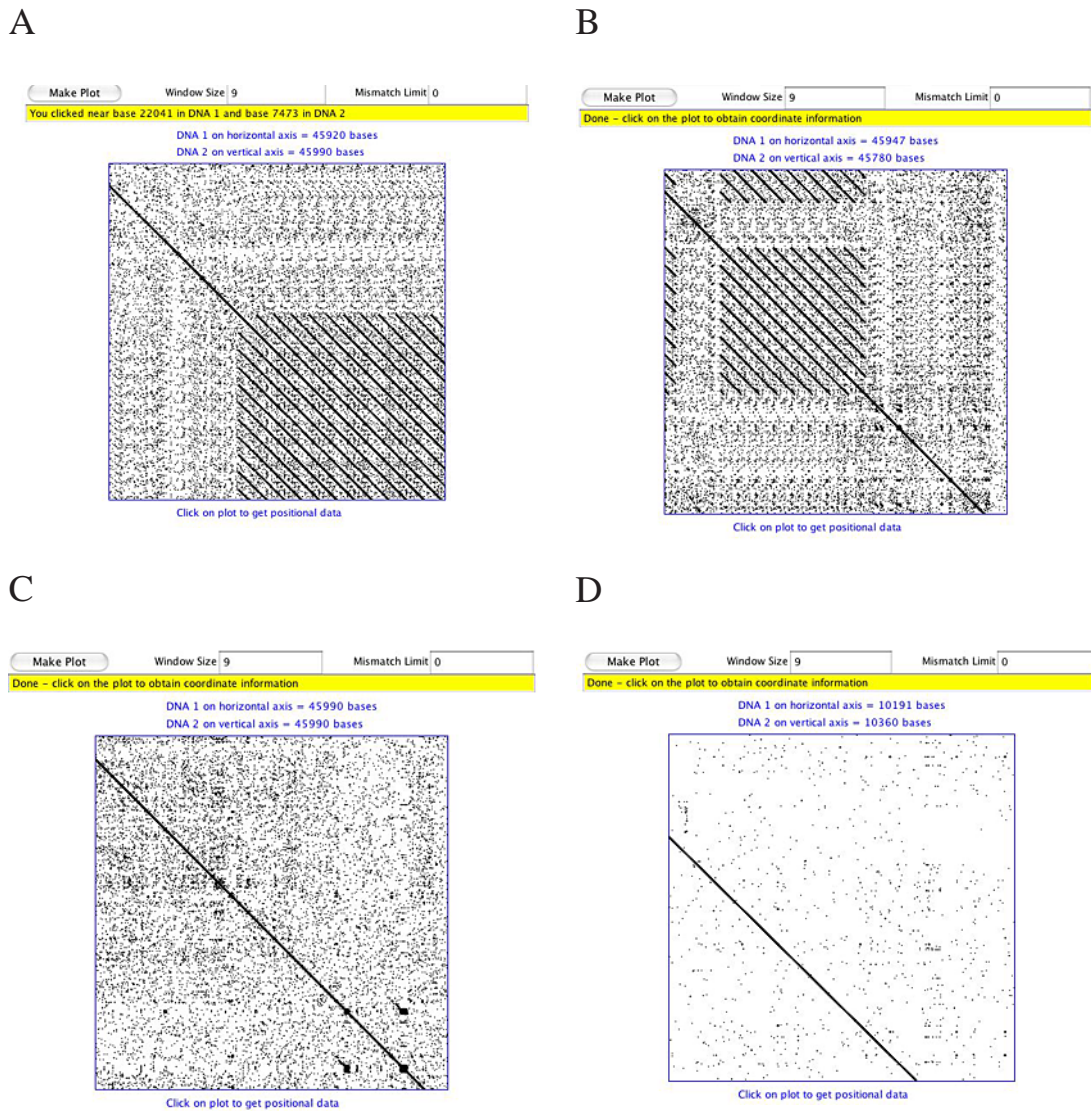 A
Make Plot Window Size 9 Mismatch Limit 0
You clicked near base 22041 in DNA 1 and base 7473 in DNA 2
DNA 1 on horizontal axis = 45920 bases
DNA 2 on vertical axis = 45990 bases
Click on plot to get positional data
B
Make Plot Window Size 9 Mismatch Limit 0
Done - click on the plot to obtain coordinate information
DNA 1 on horizontal axis = 45947 bases
DNA 2 on vertical axis = 45780 bases
Click on plot to get positional data
C
Make Plot Window Size 9 Mismatch Limit 0
Done - click on the plot to obtain coordinate information
DNA 1 on horizontal axis = 45990 bases
DNA 2 on vertical axis = 45990 bases
Click on plot to get positional data
D
Make Plot Window Size 9 Mismatch Limit 0
Done - click on the plot to obtain coordinate information
DNA 1 on horizontal axis = 10191 bases
DNA 2 on vertical axis = 10360 bases
Click on plot to get positional data